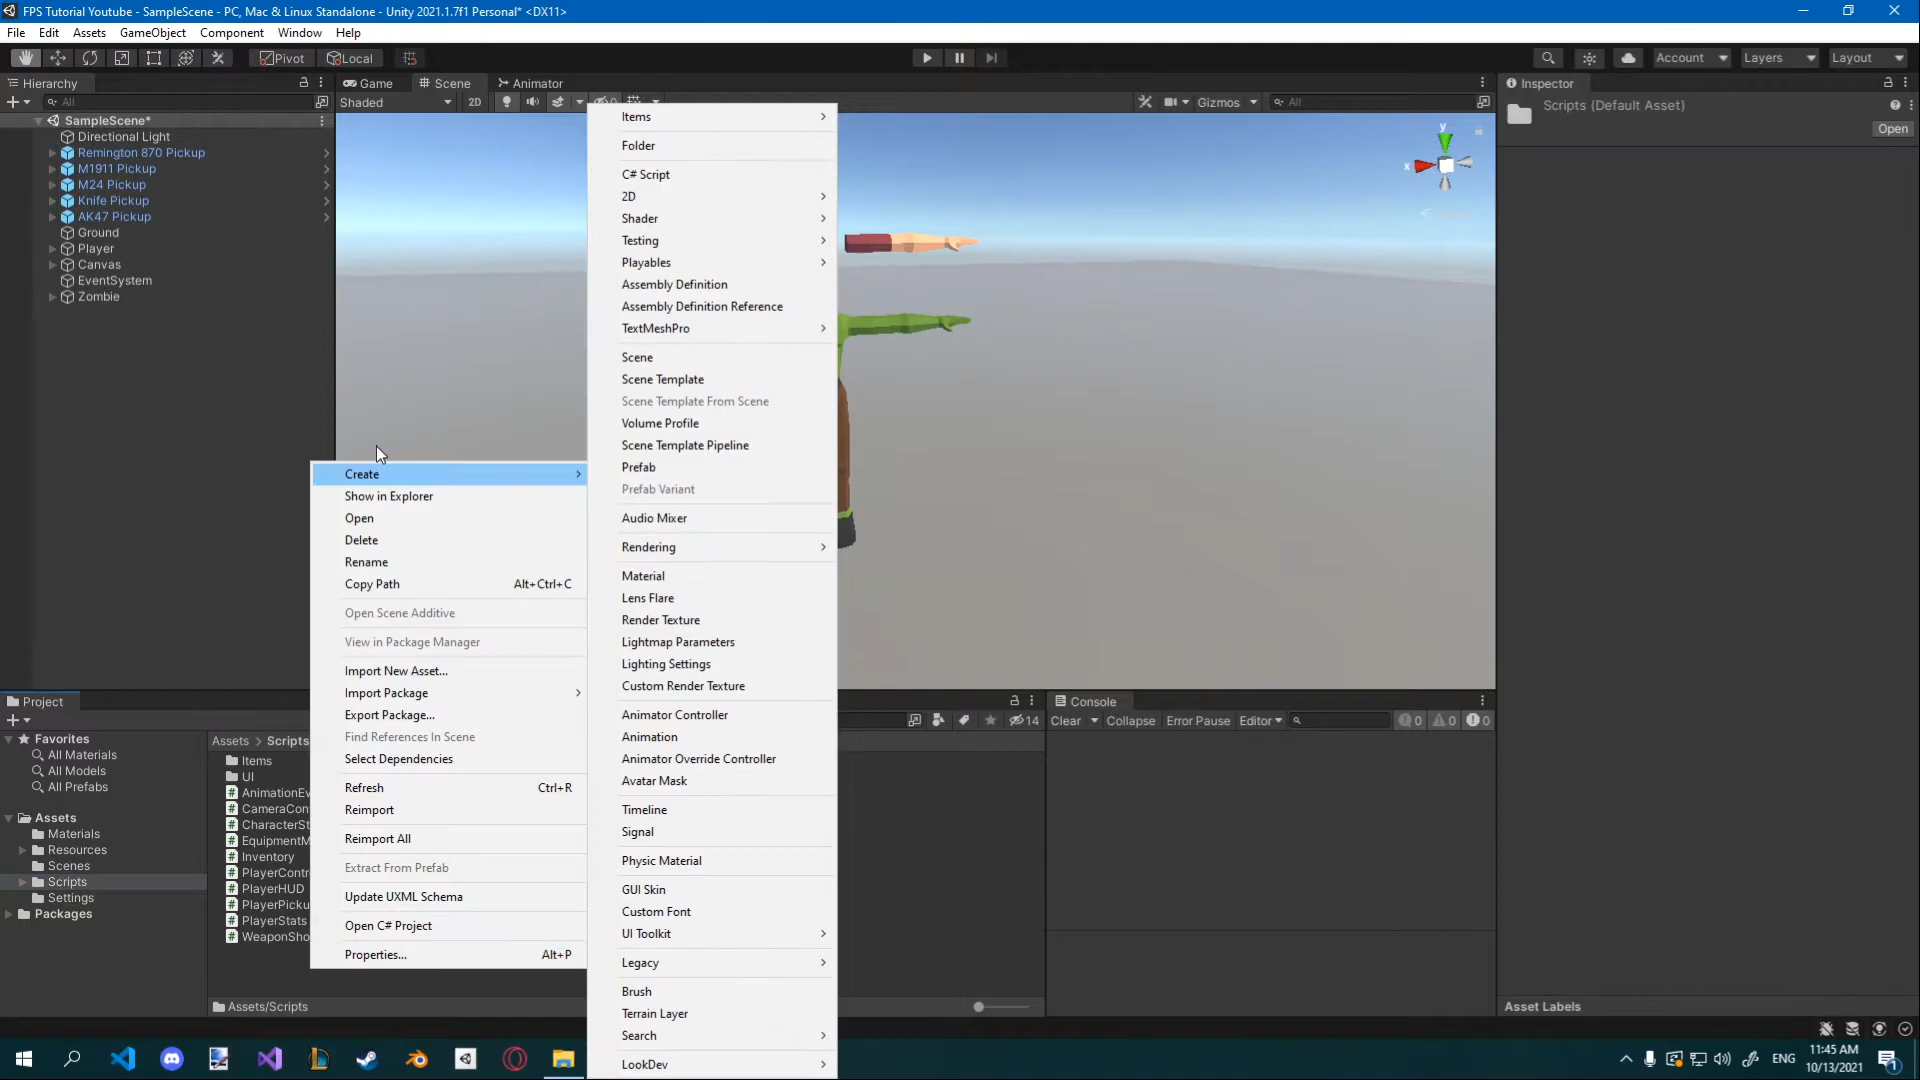 FPS Tutorial Youtube - SampleScene - PC, Mac & Linux Standalone - Unity 2021.1.7f1 Personal* <DX11>
File Edit Assets GameObject Component Window Help
Pivot Local
Account Layers Layout
Hierarchy
All
SampleScene*
Directional Light
Remington 870 Pickup
M1911 Pickup
M24 Pickup
Knife Pickup
AK47 Pickup
Ground
Player
Canvas
EventSystem
Zombie
Game Scene Animator
Shaded 2D
Gizmos All
y
x
Items
Folder
C# Script
2D
Shader
Testing
Playables
Assembly Definition
Assembly Definition Reference
TextMeshPro
Scene
Scene Template
Scene Template From Scene
Volume Profile
Scene Template Pipeline
Prefab
Prefab Variant
Audio Mixer
Rendering
Material
Lens Flare
Render Texture
Lightmap Parameters
Lighting Settings
Custom Render Texture
Animator Controller
Animation
Animator Override Controller
Avatar Mask
Timeline
Signal
Physic Material
GUI Skin
Custom Font
UI Toolkit
Legacy
Brush
Terrain Layer
Search
LookDev
Create
Show in Explorer
Open
Delete
Rename
Copy Path Alt+Ctrl+C
Open Scene Additive
View in Package Manager
Import New Asset...
Import Package
Export Package...
Find References In Scene
Select Dependencies
Refresh Ctrl+R
Reimport
Reimport All
Extract From Prefab
Update UXML Schema
Open C# Project
Properties... Alt+P
Project
Favorites
All Materials
All Models
All Prefabs
Assets
Materials
Resources
Scenes
Scripts
Settings
Packages
Assets > Scripts
Items
UI
AnimationEv
CameraCon
CharacterSt
EquipmentM
Inventory
PlayerContr
PlayerHUD
PlayerPicku
PlayerStats
WeaponSho
Assets/Scripts
14
Console
Clear Collapse Error Pause Editor
0 0 0
Inspector
Scripts (Default Asset)
Open
Asset Labels
ENG
11:45 AM
10/13/2021
1